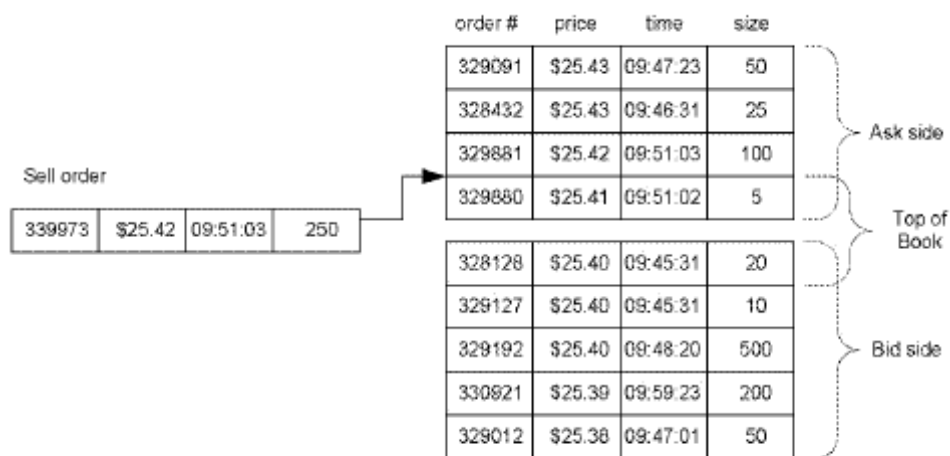 order # price time size
329091 $25.43 09:47:23 50
328432 $25.43 09:46:31 25
Ask side
329881 $25.42 09:51:03 100
Sell order
329880 $25.41 09:51:02 5
339973 $25.42 09:51:03 250
Top of
Book
328128 $25.40 09:45:31 20
329127 $25.40 09:45:31 10
329192 $25.40 09:48:20 500
Bid side
330921 $25.39 09:59:23 200
329012 $25.38 09:47:01 50